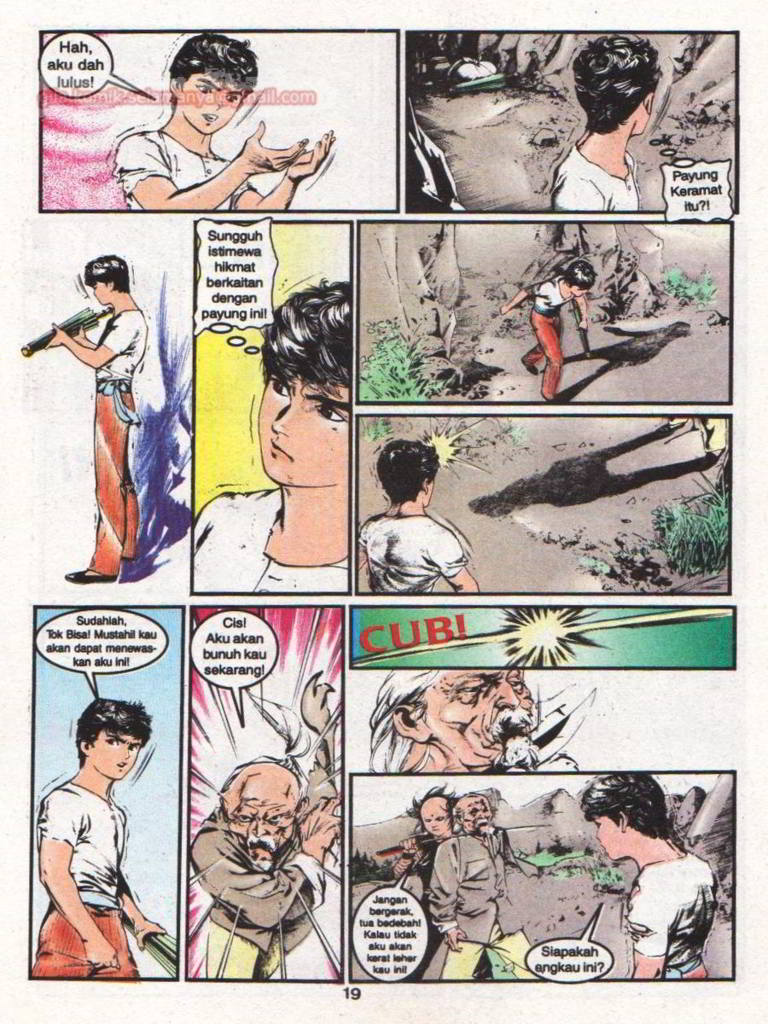 Hah,
aku dah
lulus!
Payung
Keramat
itu?!
Sungguh
istimewa
hikmat
berkaitan
dengan
payung ini!
Sudahlah,
Tok Bisa! Mustahil kau
akan dapat menewas-
kan aku ini!
Cis!
Aku akan
bunuh kau
sekarang!
CUB!
Jangan
bergerak,
tua bedebah!
Kalau tidak
aku akan
kerat leher
kau ini!
Siapakah
engkau ini?
19